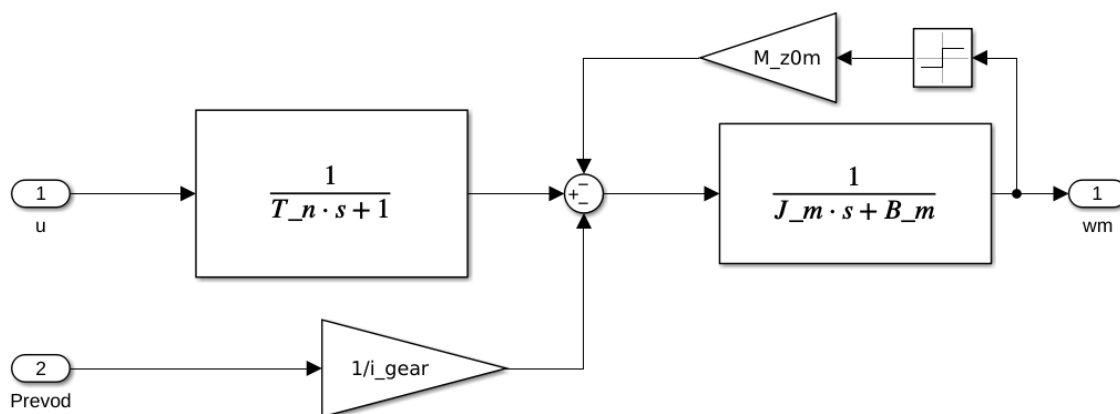 M_z0m
1
u
1
T_n · s + 1
+
−
−
1
J_m · s + B_m
1
wm
2
Prevod
1/i_gear